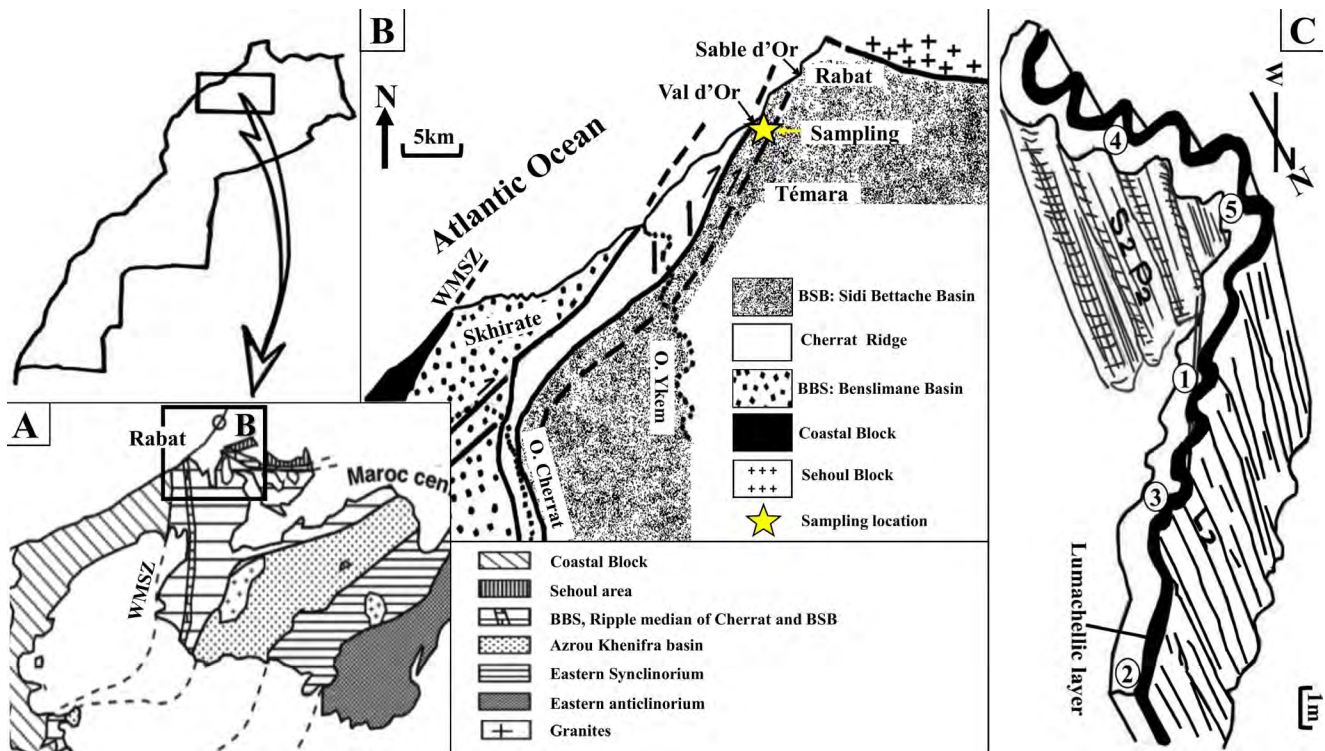 B
C
A
B
N
5km
Sable d'Or
Rabat
Val d'Or
Sampling
Témara
Atlantic Ocean
WMSZ
Skhirate
O. Cherrat
O. Yikem
BSB: Sidi Bettache Basin
Cherrat Ridge
BBS: Benslimane Basin
Coastal Block
Sehoul Block
Sampling location
Rabat
Maroc cen
WMSZ
Coastal Block
Sehoul area
BBS, Ripple median of Cherrat and BSB
Azrou Khenifra basin
Eastern Synclinorium
Eastern anticlinorium
Granites
W
N
4
5
S2P2
1
3
L2
Lumachellic layer
2
1m